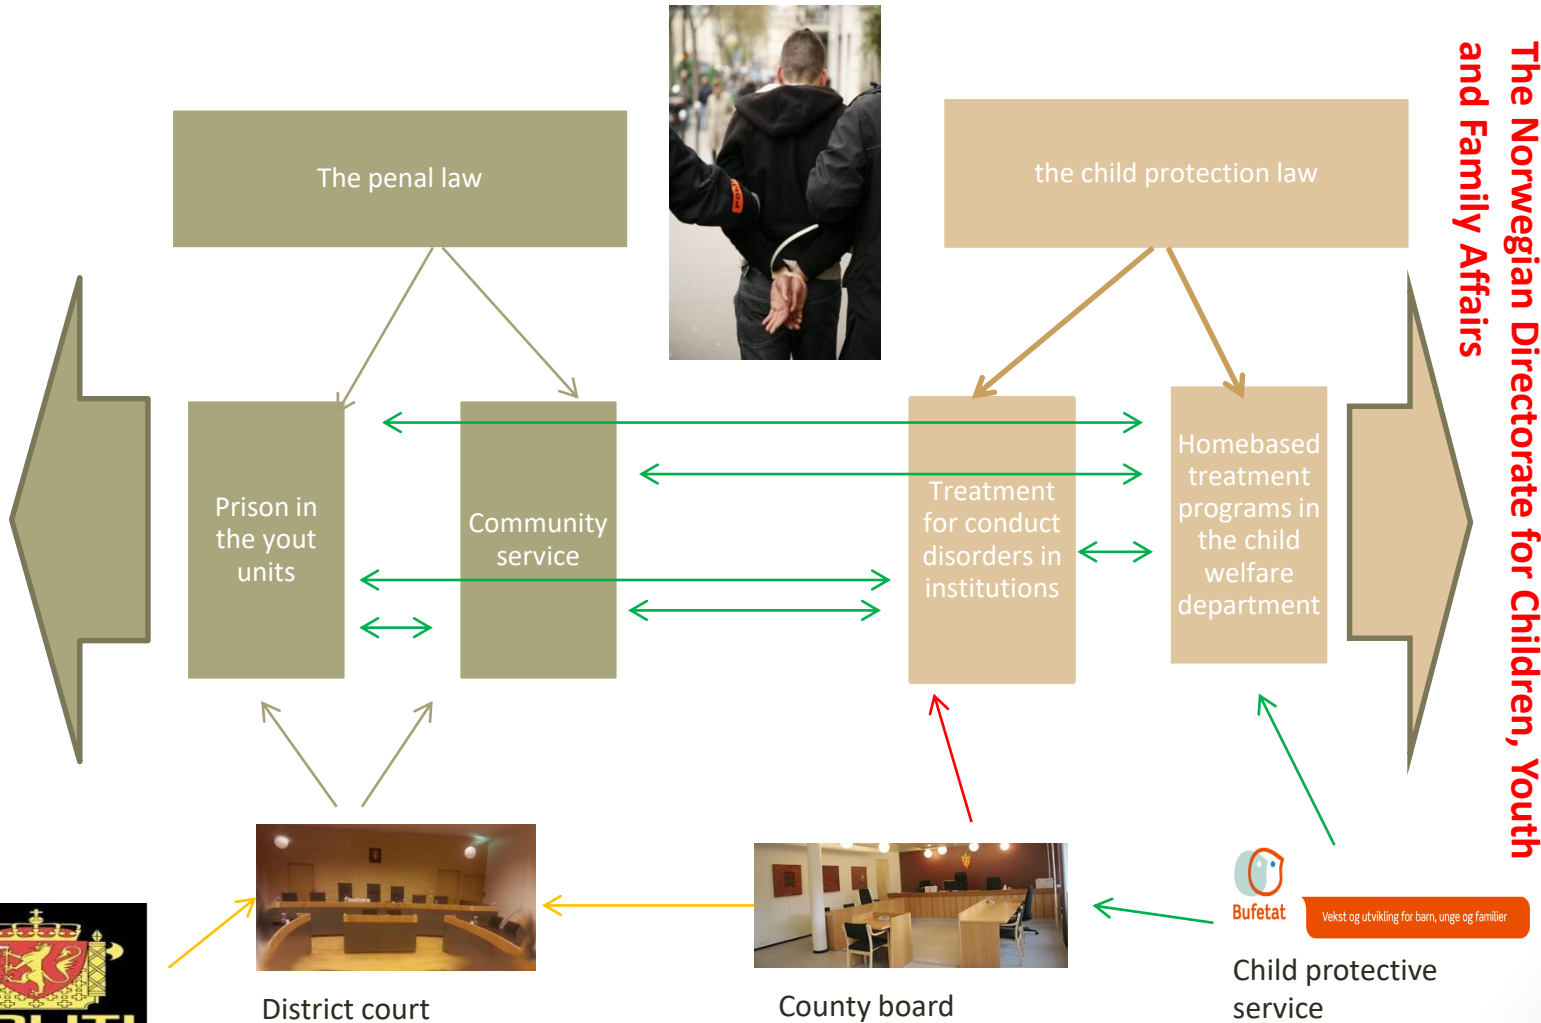 The Norwegian Directorate for Children, Youth
and Family Affairs
The penal law
the child protection law
Prison in
the yout
units
Community
service
Treatment
for conduct
disorders in
institutions
Homebased
treatment
programs in
the child
welfare
department
Bufetat
Vekst og utvikling for barn, unge og familier
District court
County board
Child protective
service